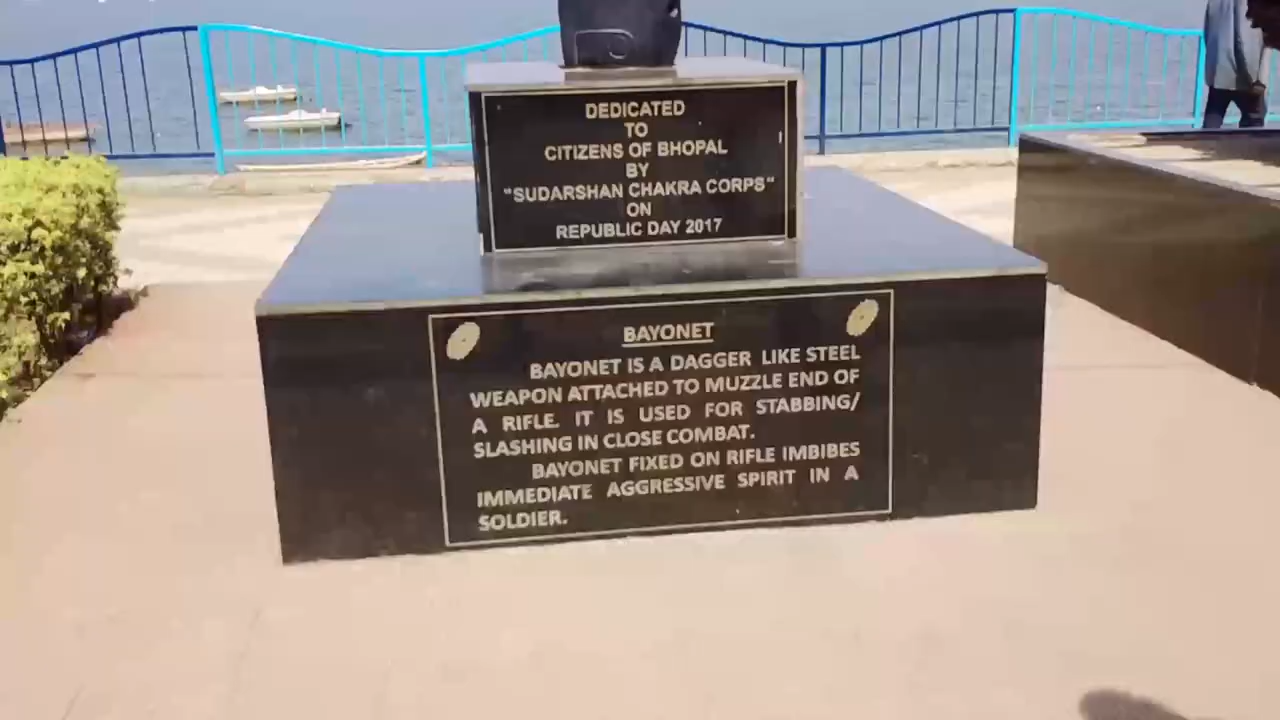 DEDICATED
TO
CITIZENS OF BHOPAL
BY
"SUDARSHAN CHAKRA CORPS"
ON
REPUBLIC DAY 2017
BAYONET
BAYONET IS A DAGGER LIKE STEEL
WEAPON ATTACHED TO MUZZLE END OF
A RIFLE. IT IS USED FOR STABBING/
SLASHING IN CLOSE COMBAT.
BAYONET FIXED ON RIFLE IMBIBES
IMMEDIATE AGGRESSIVE SPIRIT IN A
SOLDIER.